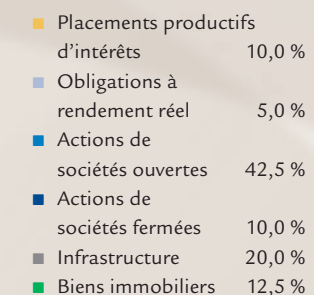 Placements productifs
d’intérêts 10,0 %
Obligations à
rendement réel 5,0 %
Actions de
sociétés ouvertes 42,5 %
Actions de
sociétés fermées 10,0 %
Infrastructure 20,0 %
Biens immobiliers 12,5 %